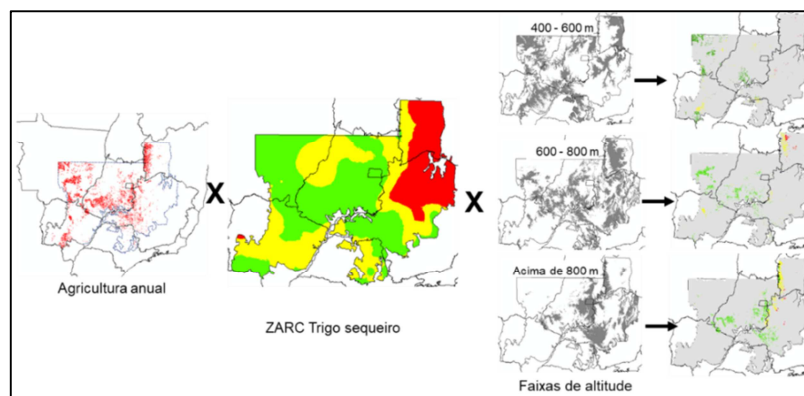 400 - 600 m
600 - 800 m
X
X
Acima de 800 m
Agricultura anual
ZARC Trigo sequeiro
Faixas de altitude